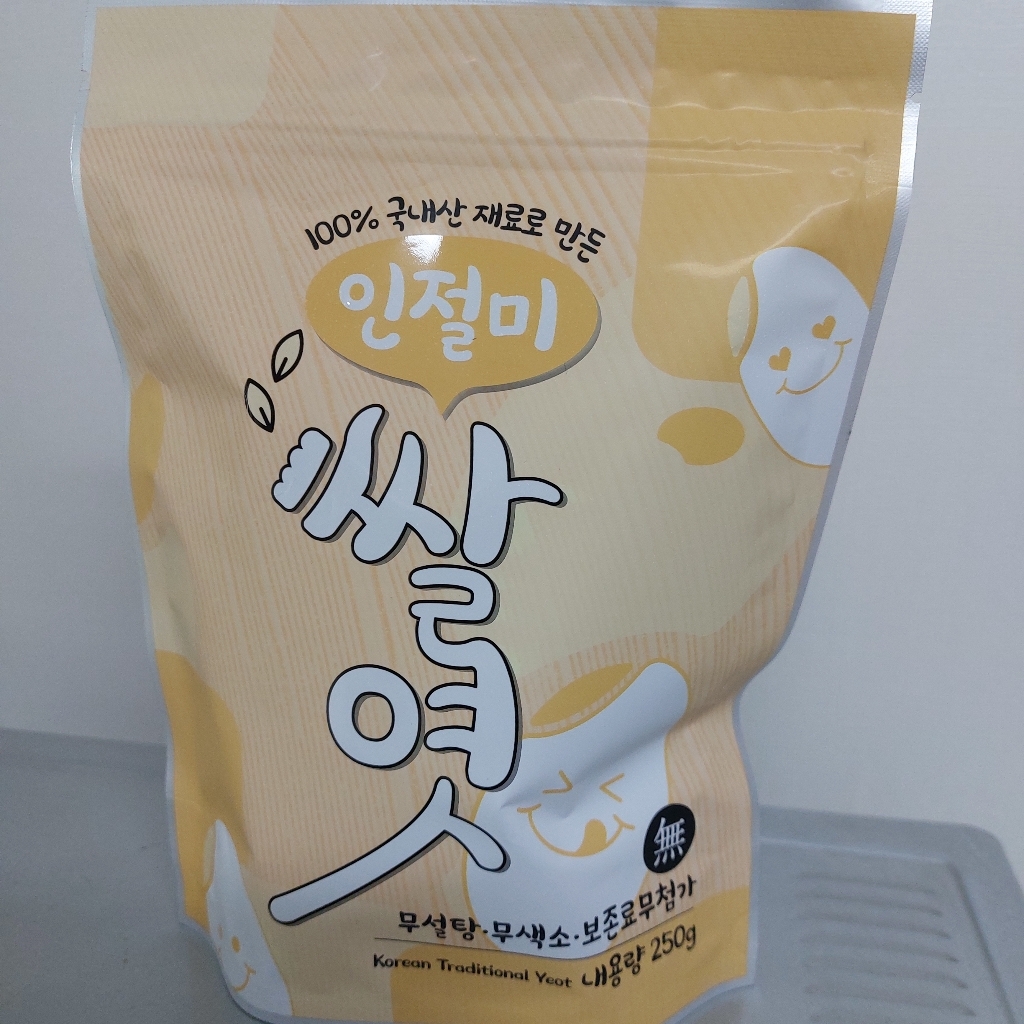 100% 국내산 재료로 만든
인절미
쌀
엿
無
무설탕·무색소·보존료무첨가
Korean Traditional Yeot 내용량 250g